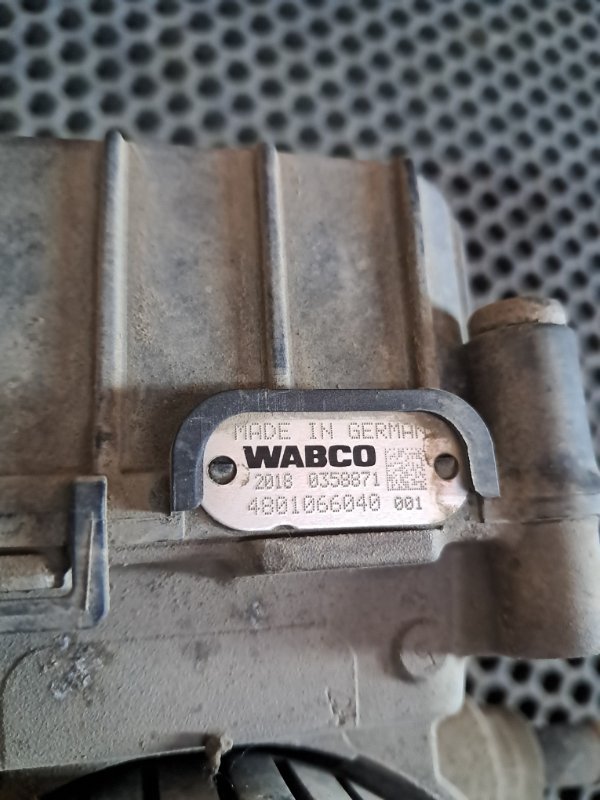 MADE IN GERMAN
WABCO
2018 0358871
4801066040 001